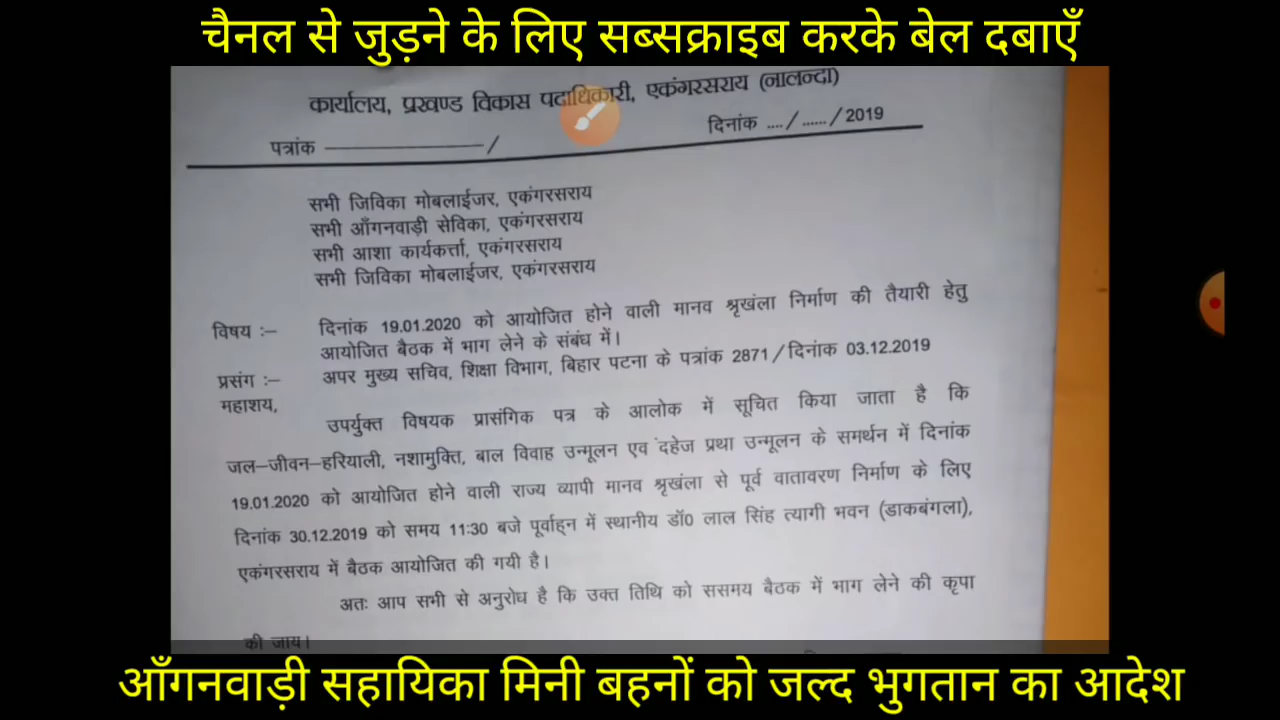 चैनल से जुड़ने के लिए सब्सक्राइब करके बेल दबाएँ
कार्यालय, प्रखण्ड विकास पदाधिकारी, एकंगरसराय (नालन्दा)
पत्रांक ——————— /
दिनांक ..../ ....../ 2019
सभी जिविका मोबलाईजर, एकंगरसराय
सभी आँगनवाड़ी सेविका, एकंगरसराय
सभी आशा कार्यकर्त्ता, एकंगरसराय
सभी जिविका मोबलाईजर, एकंगरसराय
विषय :– दिनांक 19.01.2020 को आयोजित होने वाली मानव श्रृखंला निर्माण की तैयारी हेतु
आयोजित बैठक में भाग लेने के संबंध में।
प्रसंग :– अपर मुख्य सचिव, शिक्षा विभाग, बिहार पटना के पत्रांक 2871/दिनांक 03.12.2019
महाशय,
उपर्युक्त विषयक प्रासंगिक पत्र के आलोक में सूचित किया जाता है कि
जल–जीवन–हरियाली, नशामुक्ति, बाल विवाह उन्मूलन एवं दहेज प्रथा उन्मूलन के समर्थन में दिनांक
19.01.2020 को आयोजित होने वाली राज्य व्यापी मानव श्रृखंला से पूर्व वातावरण निर्माण के लिए
दिनांक 30.12.2019 को समय 11:30 बजे पूर्वाह्न में स्थानीय डॉ0 लाल सिंह त्यागी भवन (डाकबंगला),
एकंगरसराय में बैठक आयोजित की गयी है।
अतः आप सभी से अनुरोध है कि उक्त तिथि को ससमय बैठक में भाग लेने की कृपा
की जाय।
आँगनवाड़ी सहायिका मिनी बहनों को जल्द भुगतान का आदेश